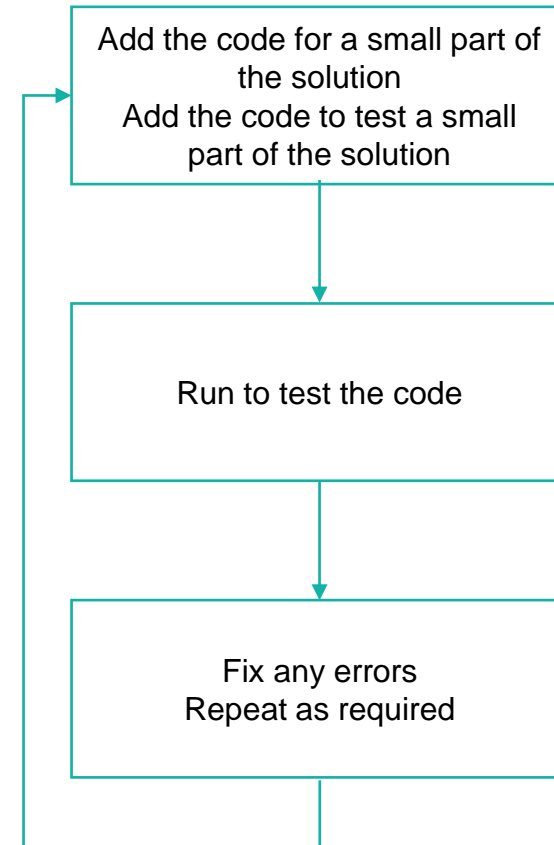 Add the code for a small part of
the solution
Add the code to test a small
part of the solution
Run to test the code
Fix any errors
Repeat as required